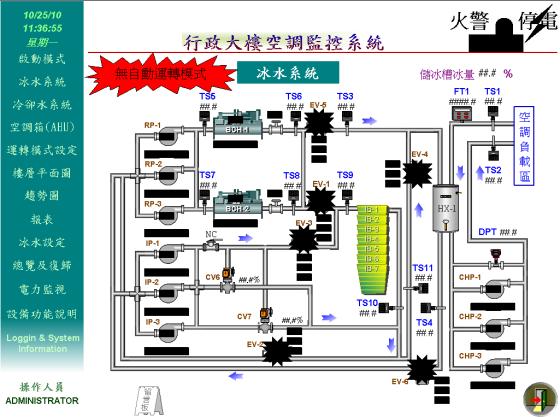 10/25/10
11:36:55
星期一
啟動模式
冰水系統
冷卻水系統
空調箱(AHU)
運轉模式設定
樓層平面圖
趨勢圖
報表
冰水設定
總覽及復歸
電力監視
設備功能說明
Loggin & System
Information
操作人員
ADMINISTRATOR
行政大樓空調監控系統
火警
停電
無自動運轉模式
冰水系統
儲冰槽冰量 ##.# %
TS5
##.#
TS6
##.#
EV-5
TS3
##.#
FT1
####.#
TS1
##.#
空調負載區
RP-1
BCH-1
RP-2
EV-4
TS2
##.#
TS7
##.#
TS8
##.#
EV-1
TS9
##.#
RP-3
BCH-2
HX-1
IB-1
IB-2
IB-3
IB-4
IB-5
IB-6
IB-7
EV-3
NC
IP-1
DPT ##.#
CV6
##.#%
TS11
##.#
CHP-1
IP-2
TS10
##.#
CV7
##.#%
TS4
##.#
CHP-2
IP-3
EV-2
CHP-3
EV-6